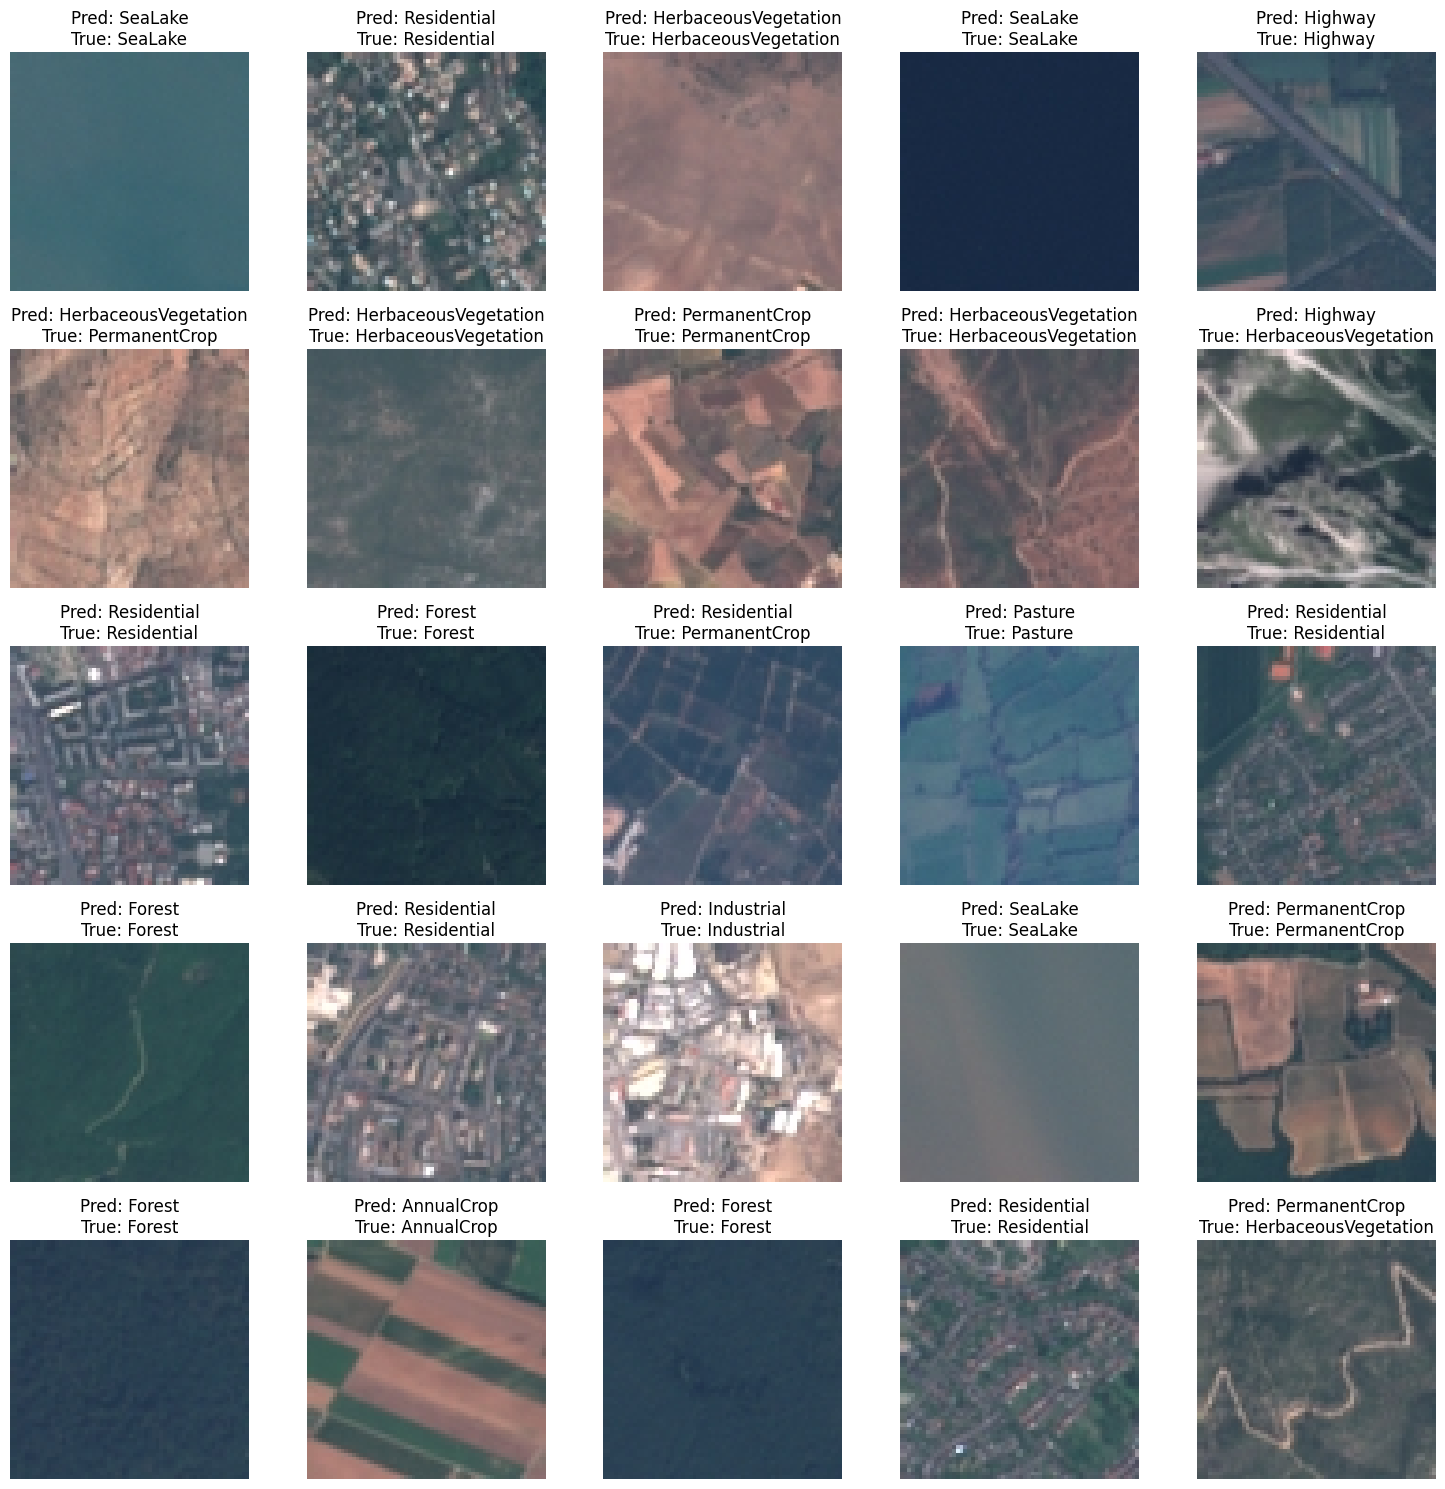 Pred: SeaLake
True: SeaLake
Pred: Residential
True: Residential
Pred: HerbaceousVegetation
True: HerbaceousVegetation
Pred: SeaLake
True: SeaLake
Pred: Highway
True: Highway
Pred: HerbaceousVegetation
True: PermanentCrop
Pred: HerbaceousVegetation
True: HerbaceousVegetation
Pred: PermanentCrop
True: PermanentCrop
Pred: HerbaceousVegetation
True: HerbaceousVegetation
Pred: Highway
True: HerbaceousVegetation
Pred: Residential
True: Residential
Pred: Forest
True: Forest
Pred: Residential
True: PermanentCrop
Pred: Pasture
True: Pasture
Pred: Residential
True: Residential
Pred: Forest
True: Forest
Pred: Residential
True: Residential
Pred: Industrial
True: Industrial
Pred: SeaLake
True: SeaLake
Pred: PermanentCrop
True: PermanentCrop
Pred: Forest
True: Forest
Pred: AnnualCrop
True: AnnualCrop
Pred: Forest
True: Forest
Pred: Residential
True: Residential
Pred: PermanentCrop
True: HerbaceousVegetation